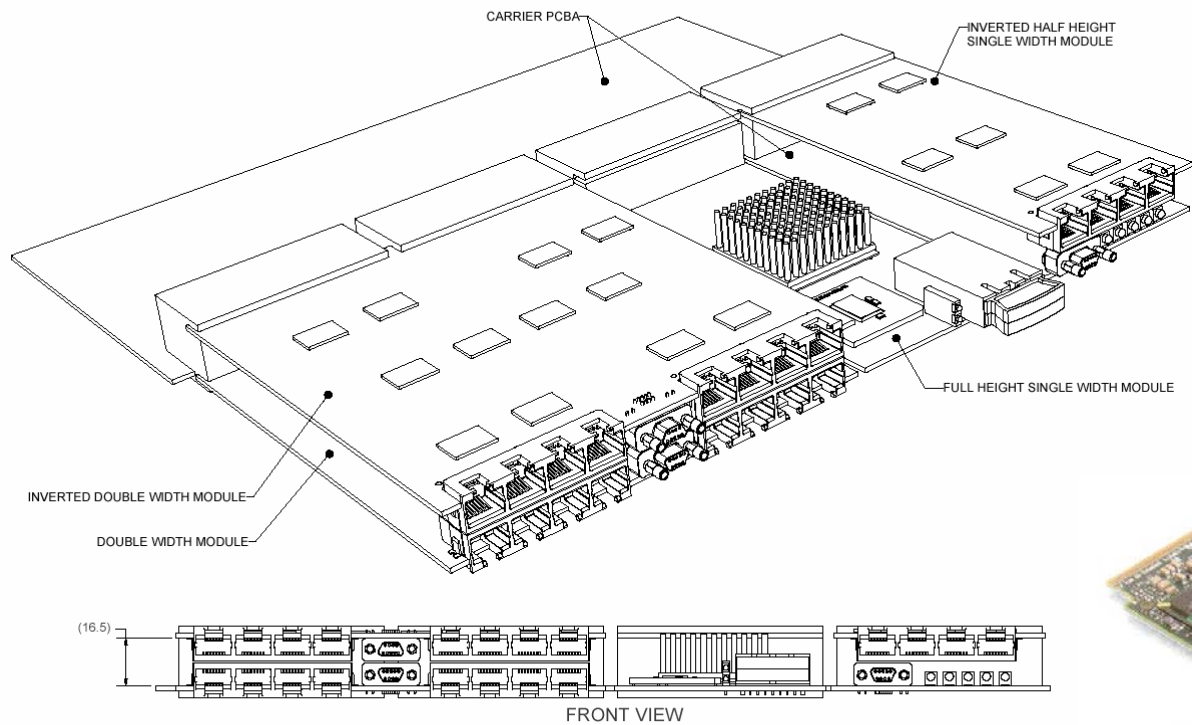 CARRIER PCBA
INVERTED HALF HEIGHT
SINGLE WIDTH MODULE
FULL HEIGHT SINGLE WIDTH MODULE
INVERTED DOUBLE WIDTH MODULE
DOUBLE WIDTH MODULE
(16.5)
FRONT VIEW